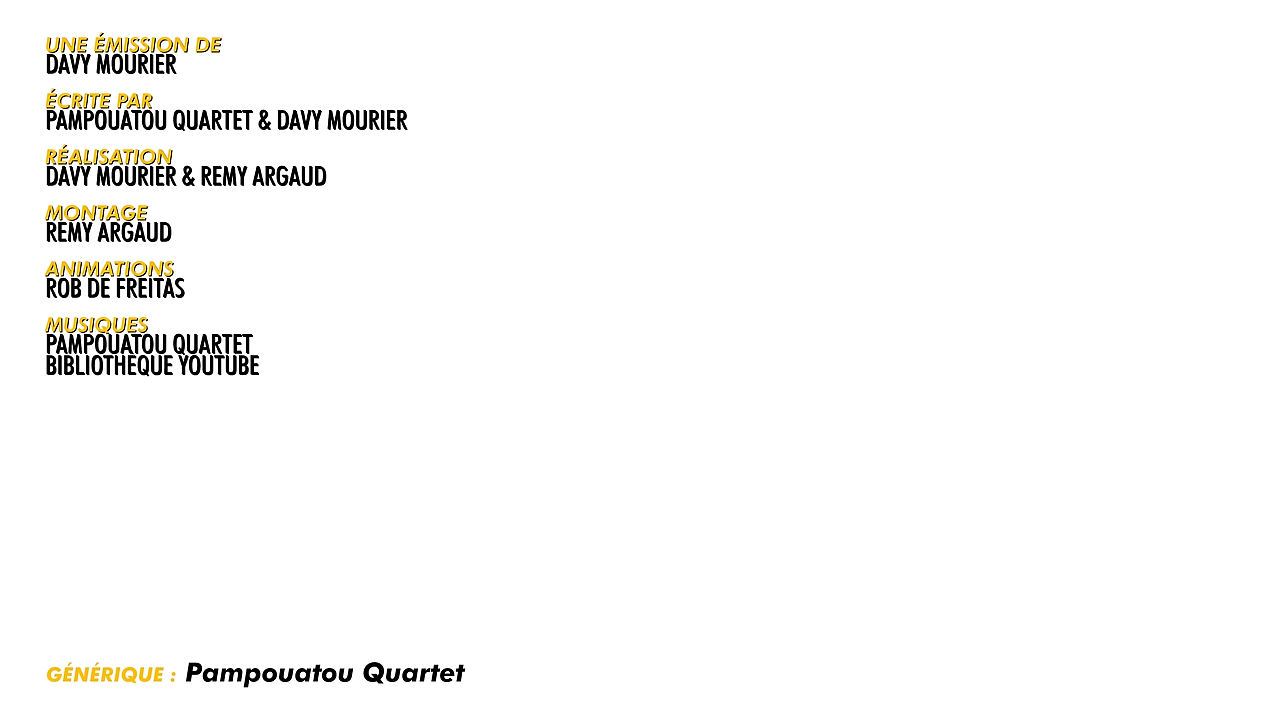 UNE ÉMISSION DE
DAVY MOURIER
ÉCRITE PAR
PAMPOUATOU QUARTET & DAVY MOURIER
RÉALISATION
DAVY MOURIER & REMY ARGAUD
MONTAGE
REMY ARGAUD
ANIMATIONS
ROB DE FREITAS
MUSIQUES
PAMPOUATOU QUARTET
BIBLIOTHÈQUE YOUTUBE
GÉNÉRIQUE : Pampouatou Quartet